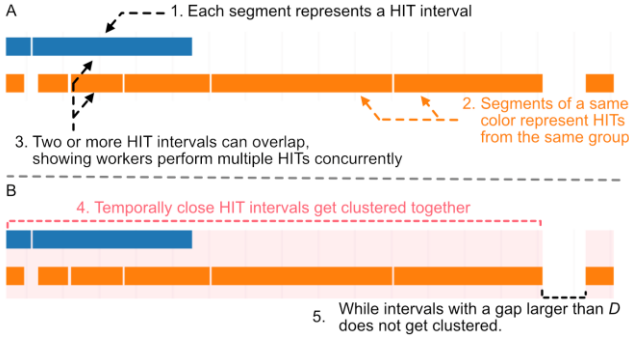 A
1. Each segment represents a HIT interval
2. Segments of a same
color represent HITs
from the same group
3. Two or more HIT intervals can overlap,
showing workers perform multiple HITs concurrently
B
4. Temporally close HIT intervals get clustered together
5. While intervals with a gap larger than D
does not get clustered.